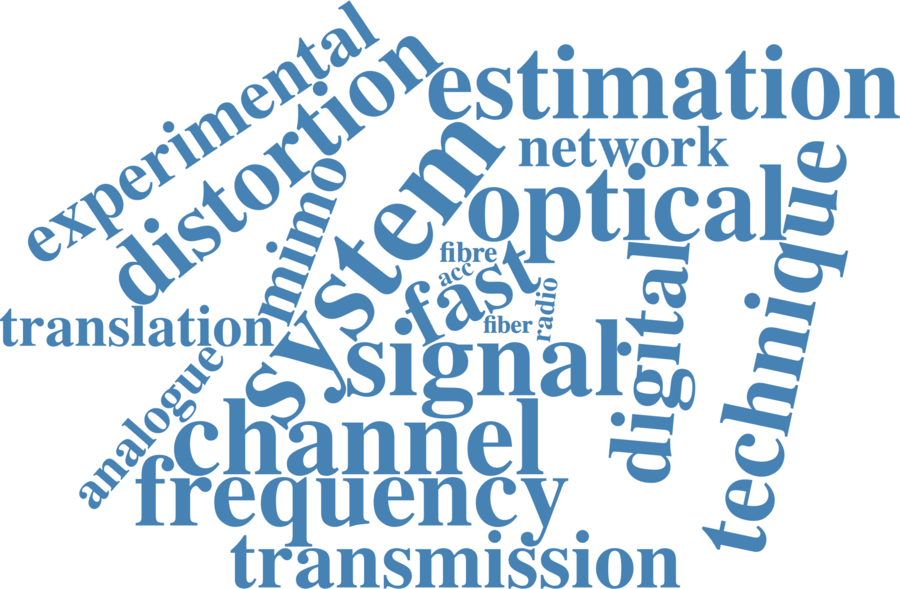 experimental
distortion
estimation
network
mimo
system
optical
technique
fibre
acc
fast
radio
fiber
translation
signal
digital
analogue
channel
frequency
transmission